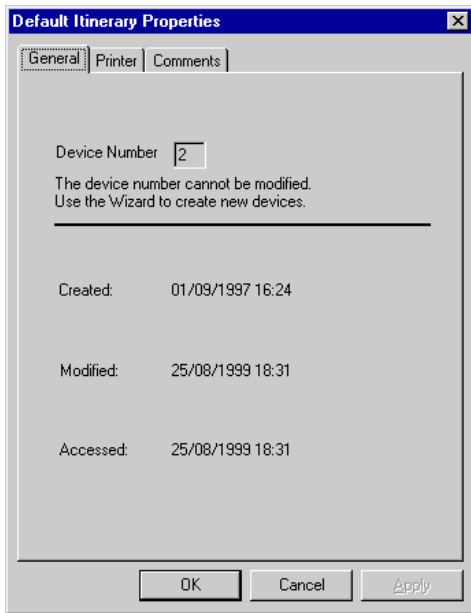 Default Itinerary Properties
General Printer Comments
Device Number 2
The device number cannot be modified.
Use the Wizard to create new devices.
Created: 01/09/1997 16:24
Modified: 25/08/1999 18:31
Accessed: 25/08/1999 18:31
OK Cancel Apply